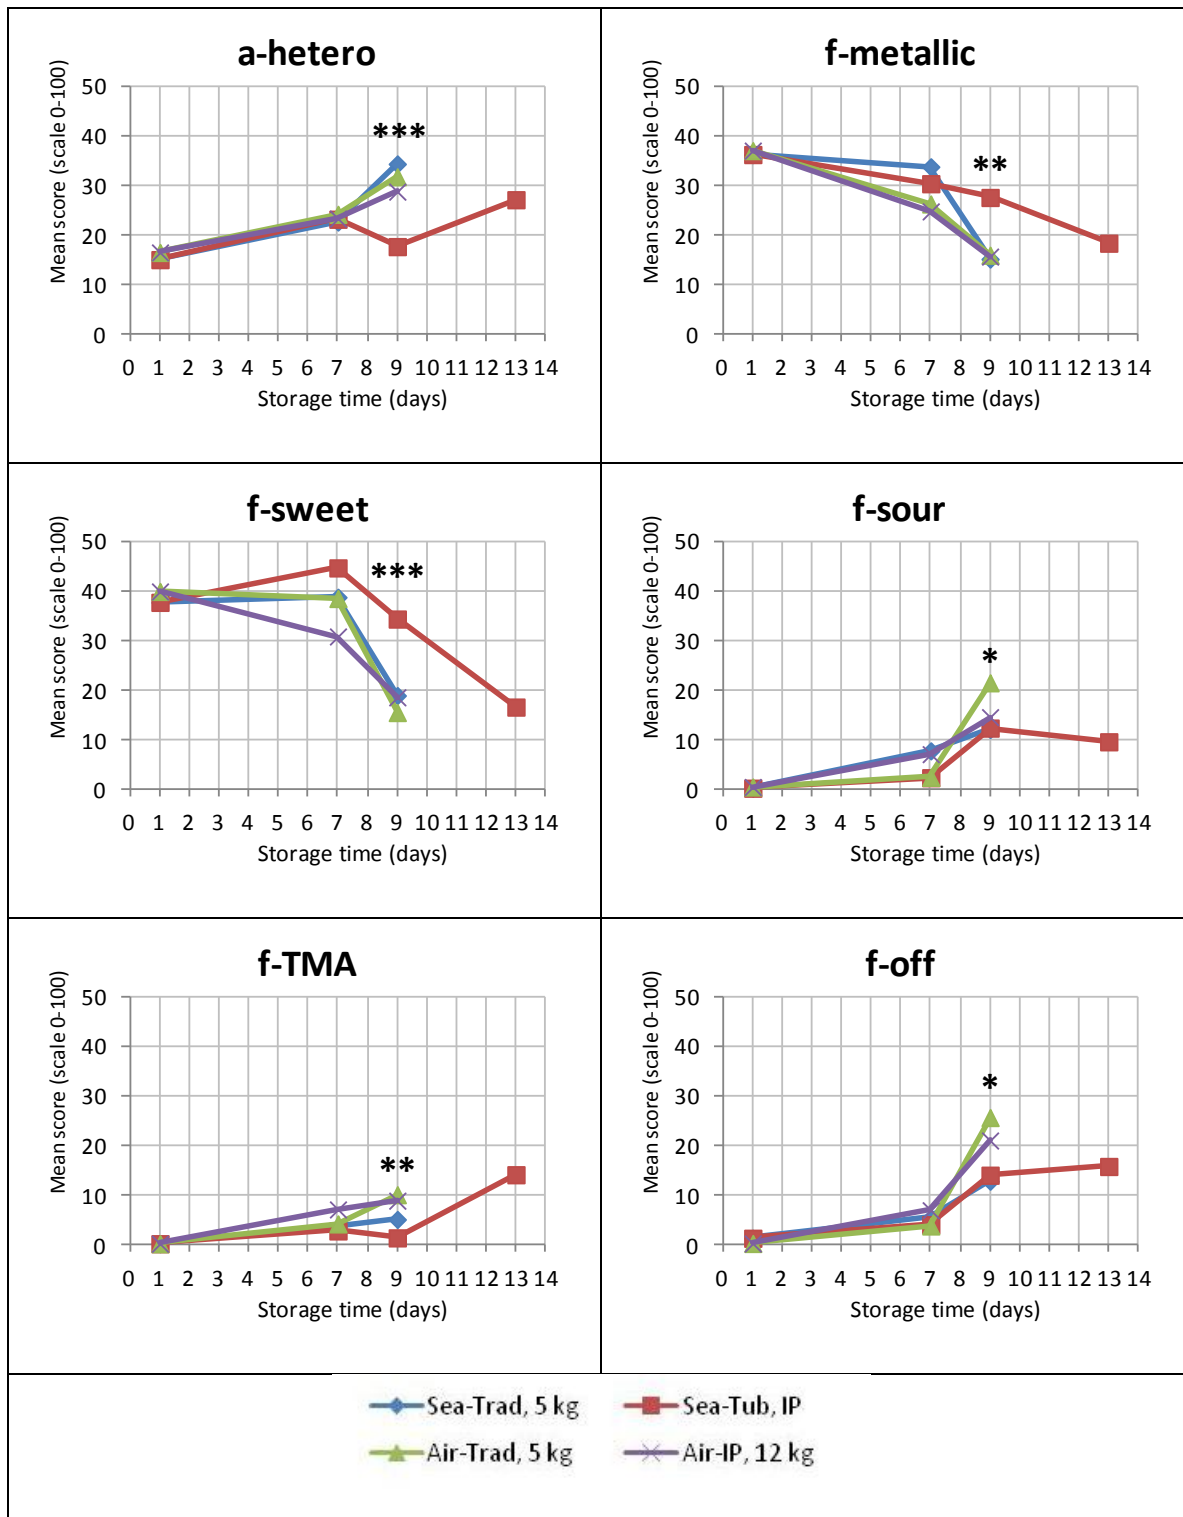 a-hetero
Mean score (scale 0-100)
50
40
30
20
10
0
***
0 1 2 3 4 5 6 7 8 9 10 11 12 13 14
Storage time (days)
f-metallic
Mean score (scale 0-100)
50
40
30
20
10
0
**
0 1 2 3 4 5 6 7 8 9 10 11 12 13 14
Storage time (days)
f-sweet
Mean score (scale 0-100)
50
40
30
20
10
0
***
0 1 2 3 4 5 6 7 8 9 10 11 12 13 14
Storage time (days)
f-sour
Mean score (scale 0-100)
50
40
30
20
10
0
*
0 1 2 3 4 5 6 7 8 9 10 11 12 13 14
Storage time (days)
f-TMA
Mean score (scale 0-100)
50
40
30
20
10
0
**
0 1 2 3 4 5 6 7 8 9 10 11 12 13 14
Storage time (days)
f-off
Mean score (scale 0-100)
50
40
30
20
10
0
*
0 1 2 3 4 5 6 7 8 9 10 11 12 13 14
Storage time (days)
Sea-Trad, 5 kg
Sea-Tub, IP
Air-Trad, 5 kg
Air-IP, 12 kg